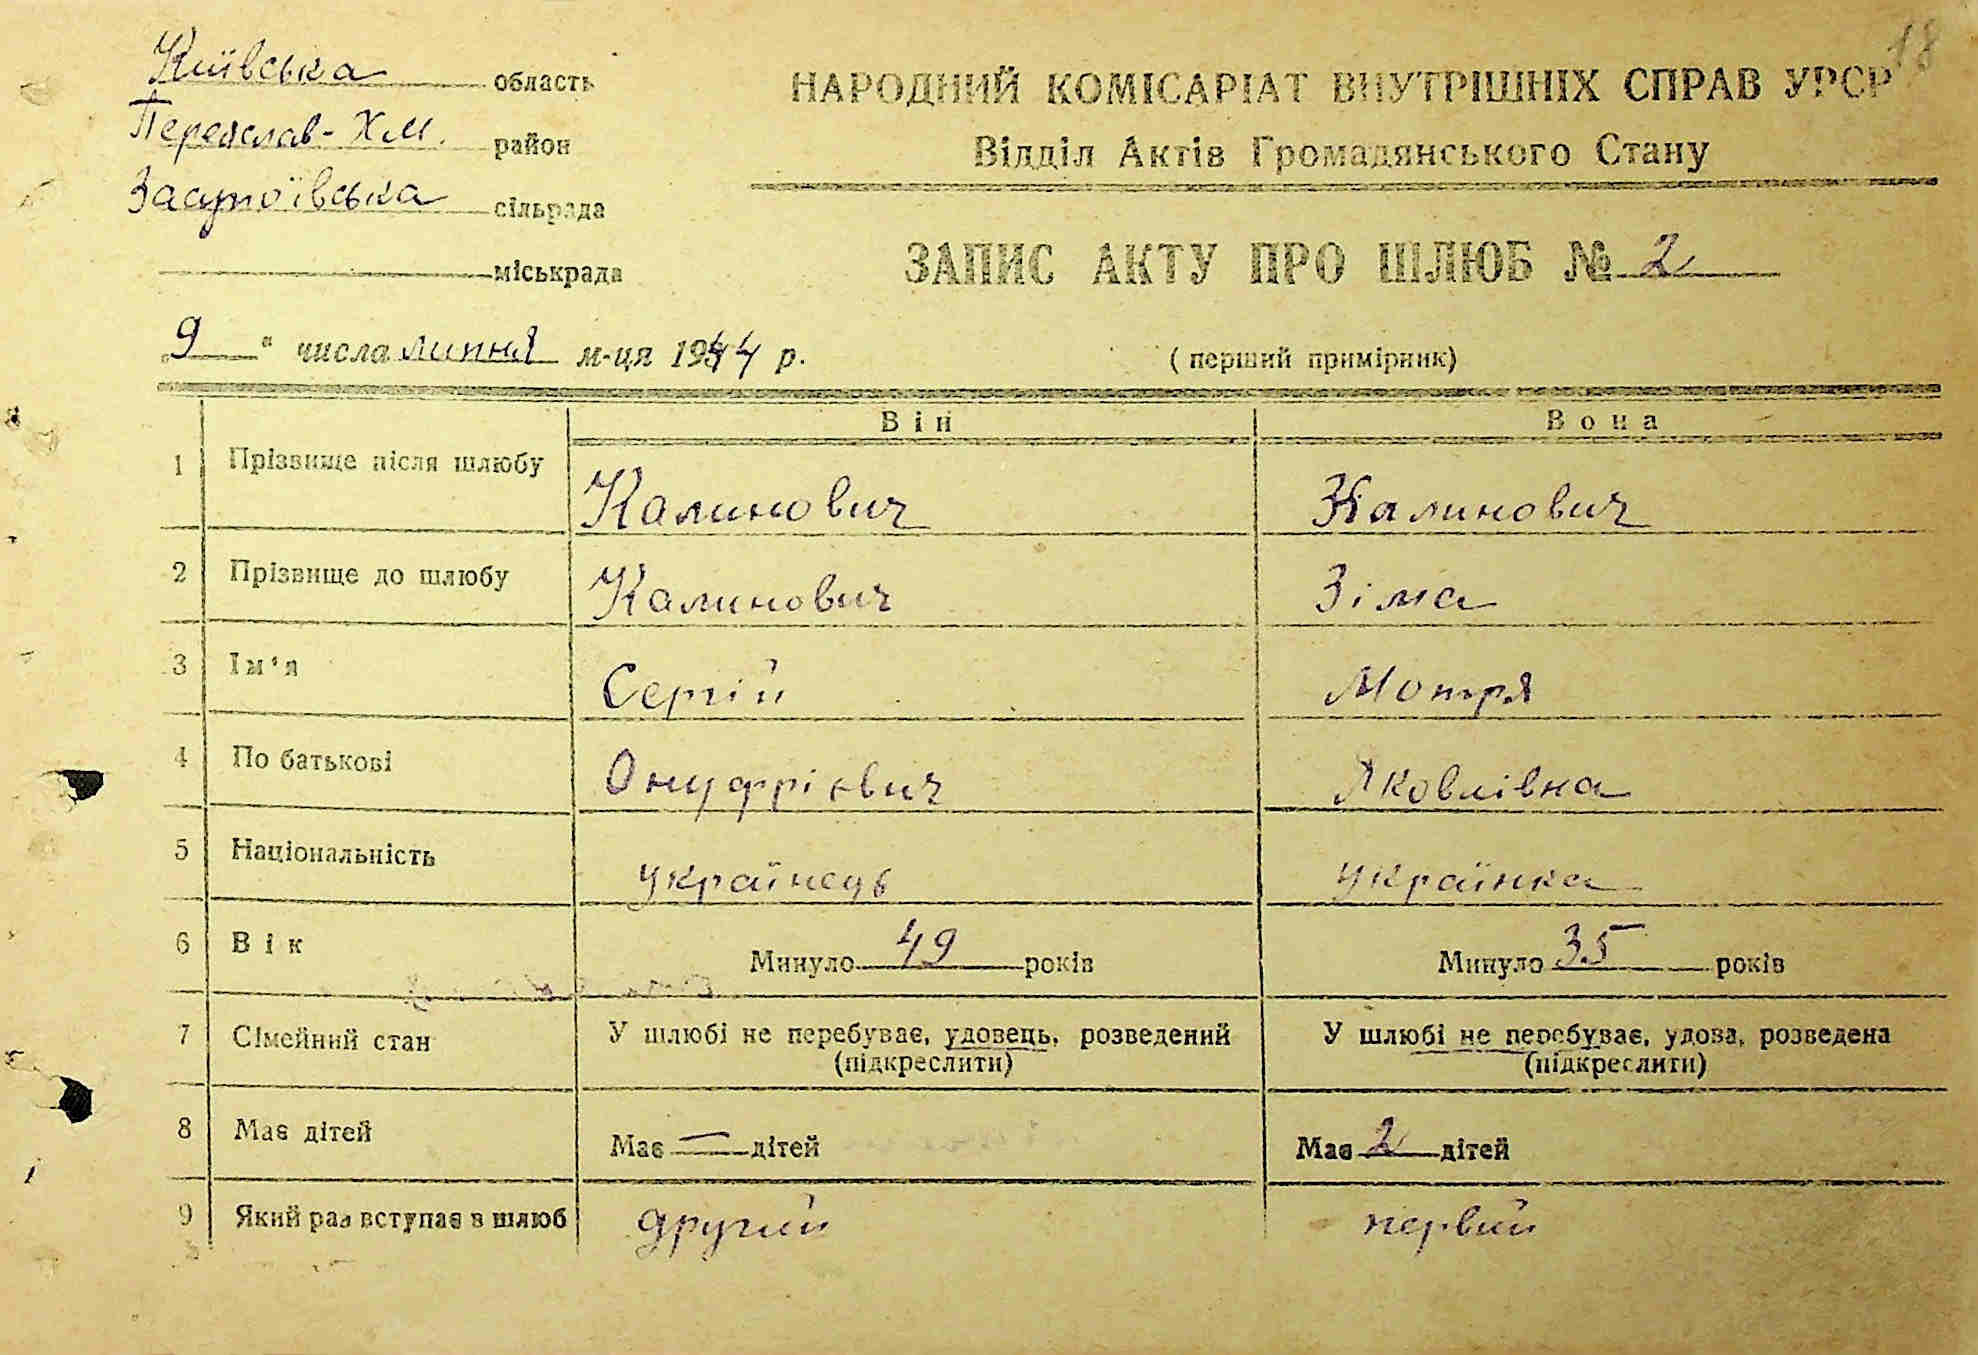 18
Київська область
Переяслав-Хм. район
Заструївська сільрада
міськрада
НАРОДНИЙ КОМІСАРІАТ ВНУТРІШНІХ СПРАВ УРСР
Відділ Актів Громадянського Стану
ЗАПИС АКТУ ПРО ШЛЮБ № 2
9 " числа липня м-ця 1944 р.
(перший примірник)
Він Вона
1 Прізвище після шлюбу Калинович Калинович
2 Прізвище до шлюбу Калинович Зіма
3 Ім'я Сергій Мотря
4 По батькові Онуфрієвич Яковлівна
5 Національність українець українка
6 Вік Минуло 49 років Минуло 35 років
7 Сімейний стан У шлюбі не перебуває, удовець, розведений У шлюбі не перебуває, удова, розведена
(підкреслити) (підкреслити)
8 Має дітей Має — дітей Має 2 дітей
9 Який раз вступає в шлюб другий первий